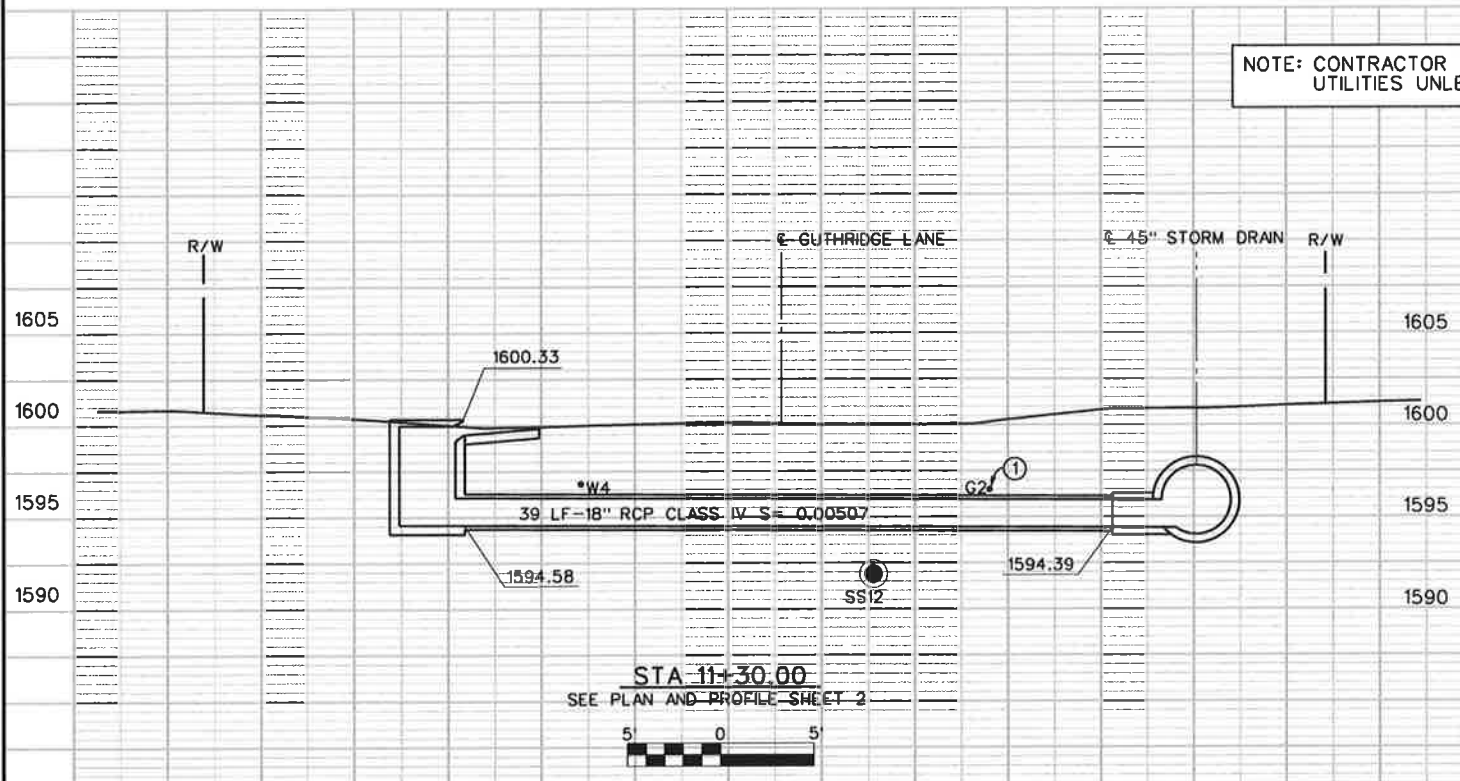 NOTE: CONTRACTOR
UTILITIES UNLE
R/W
℄ GUTHRIDGE LANE
℄ 45" STORM DRAIN
R/W
1605
1605
1600.33
1600
1600
W4
G2
1
1595
1595
39 LF-18" RCP CLASS IV S= 0.00507
1594.58
1594.39
1590
1590
SS12
STA 11+30.00
SEE PLAN AND PROFILE SHEET 2
5' 0 5'